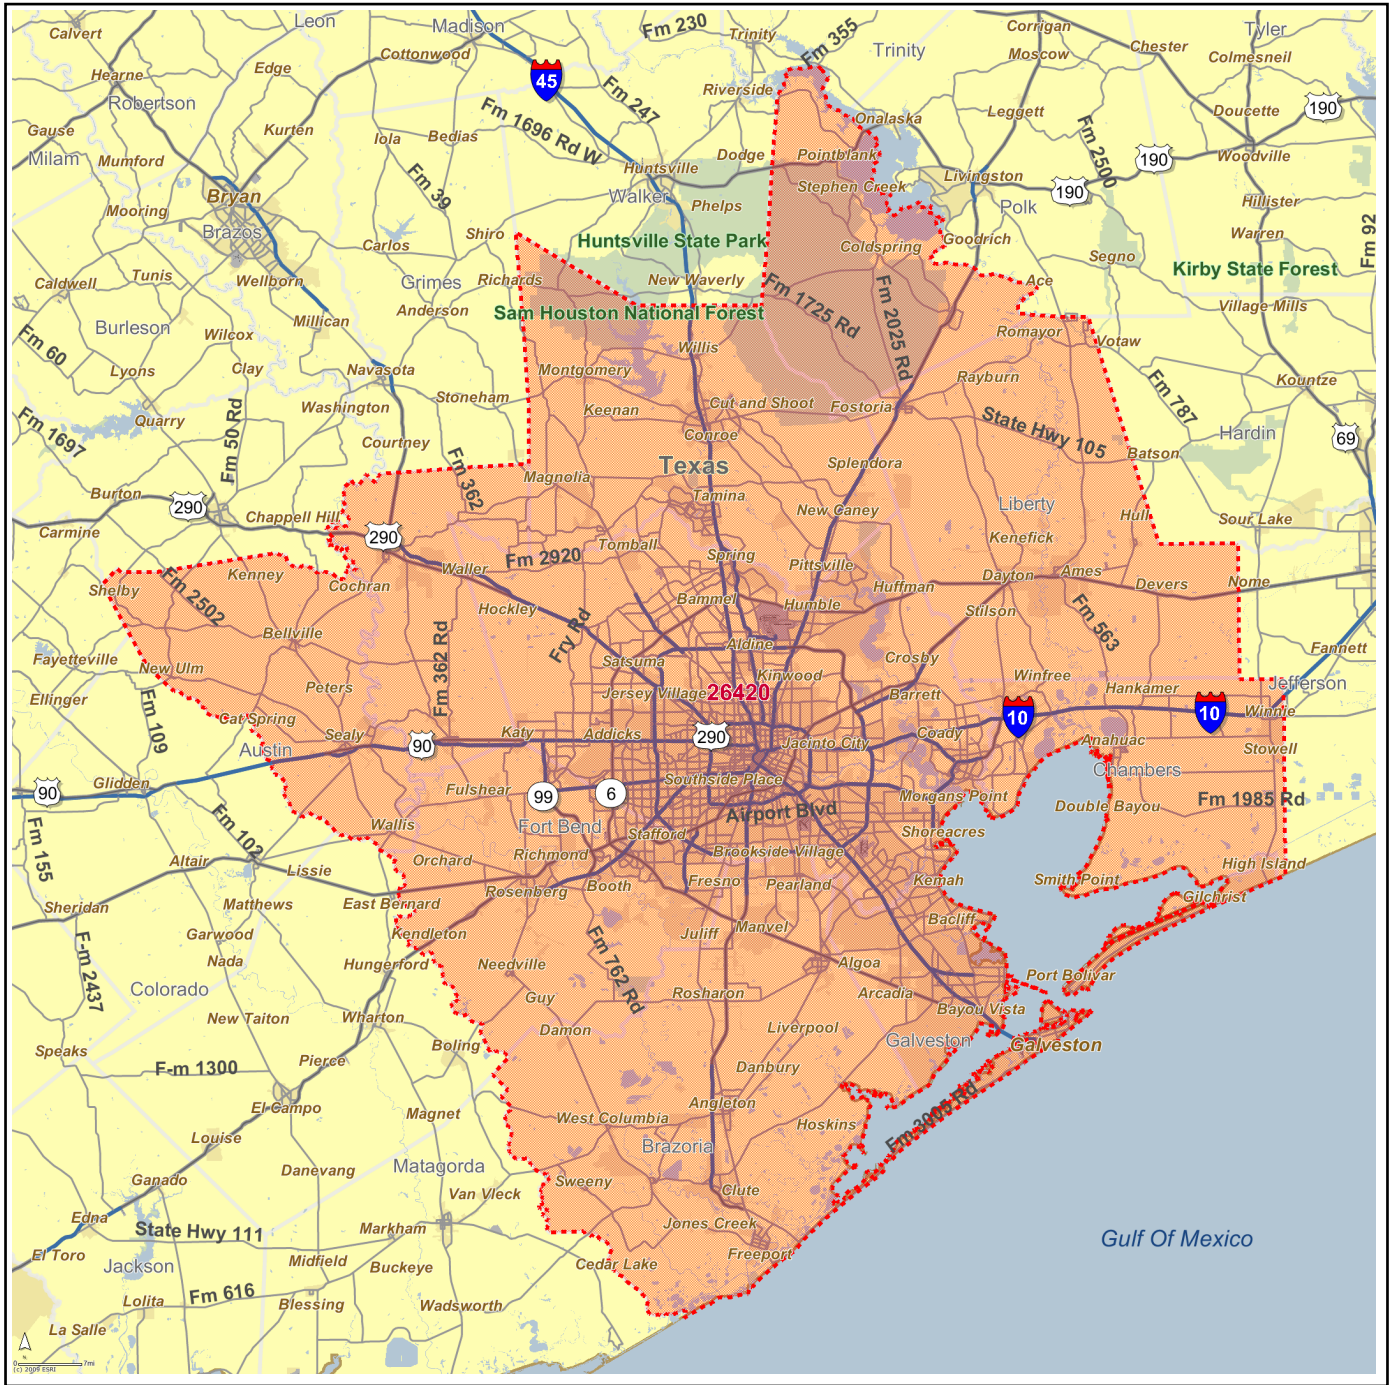 Leon
Madison
Fm 230
Fm 355
Corrigan
Tyler
Calvert
Trinity
Trinity
Moscow
Chester
Colmesneil
Cottonwood
Edge
Hearne
45
Riverside
Robertson
Fm 247
Leggett
Doucette
190
Fm 1696 Rd W
Onalaska
Gause
Kurten
Iola
Bedias
Fm 2500
Milam
Mumford
Dodge
Pointblank
190
Woodville
Huntsville
Livingston
Fm 39
Stephen Creek
190
Bryan
Walker
Phelps
Polk
Hillister
Mooring
Brazos
Shiro
Huntsville State Park
Goodrich
Warren
Fm 92
Carlos
Coldspring
Segno
Kirby State Forest
Caldwell
Tunis
Wellborn
Grimes
Richards
New Waverly
Ace
Anderson
Sam Houston National Forest
Fm 1725 Rd
Fm 2025 Rd
Village Mills
Burleson
Wilcox
Millican
Romayor
Votaw
Fm 60
Willis
Lyons
Clay
Navasota
Montgomery
Rayburn
Fm 787
Kountze
Stoneham
Washington
Keenan
Cut and Shoot
Fostoria
Quarry
State Hwy 105
Fm 1697
Fm 50 Rd
Courtney
Conroe
Hardin
69
Texas
Splendora
Batson
Fm 362
Magnolia
Burton
290
Tamina
New Caney
Liberty
Hull
Sour Lake
Chappell Hill
Carmine
290
Kenefick
Tomball
Fm 2920
Spring
Pittsville
Waller
Kenney
Cochran
Huffman
Dayton
Ames
Devers
Nome
Shelby
Fm 2502
Bammel
Humble
Hockley
Stilson
Fm 563
Bellville
Fry Rd
Aldine
Fm 362 Rd
Satsuma
Crosby
Fannett
Fayetteville
New Ulm
Kinwood
Winfree
Jefferson
Ellinger
Peters
Jersey Village
26420
Barrett
Hankamer
Fm 109
Cat Spring
10
10
Winnie
Sealy
Katy
Addicks
290
Jacinto City
Coady
Anahuac
Stowell
Austin
90
Chambers
Glidden
Southside Place
90
Fulshear
99
6
Morgans Point
Double Bayou
Fm 1985 Rd
Airport Blvd
Fm 102
Wallis
Fort Bend
Stafford
Shoreacres
Fm 155
Altair
Lissie
Orchard
Richmond
Brookside Village
High Island
Rosenberg
Booth
Fresno
Pearland
Kemah
Smith Point
Gilchrist
Sheridan
Matthews
East Bernard
Garwood
Kendleton
Juliff
Manvel
Bacliff
F-m 2437
Nada
Hungerford
Needville
Fm 762 Rd
Algoa
Port Bolivar
Colorado
Guy
Rosharon
Arcadia
Bayou Vista
New Taiton
Wharton
Damon
Liverpool
Galveston
Galveston
Speaks
Boling
F-m 1300
Pierce
Danbury
El Campo
Magnet
West Columbia
Angleton
Hoskins
Fm 3005 Rd
Louise
Brazoria
Danevang
Matagorda
Ganado
Van Vleck
Sweeny
Clute
Edna
State Hwy 111
Markham
Jones Creek
Gulf Of Mexico
El Toro
Jackson
Midfield
Buckeye
Cedar Lake
Freeport
Lolita
Fm 616
Blessing
Wadsworth
La Salle
N
0 7mi
(c) 2009 ESRI